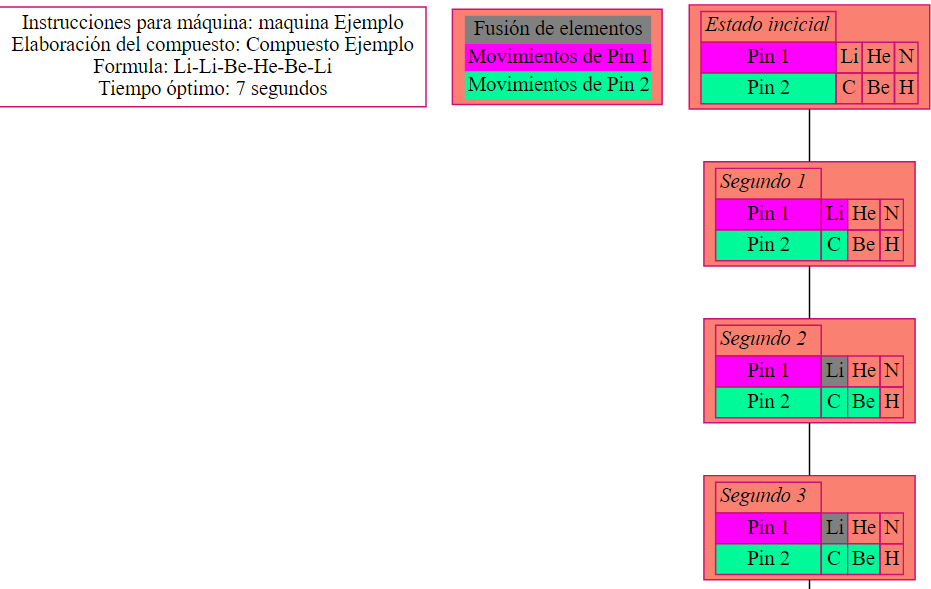 Instrucciones para máquina: maquina Ejemplo
Elaboración del compuesto: Compuesto Ejemplo
Formula: Li-Li-Be-He-Be-Li
Tiempo óptimo: 7 segundos
Fusión de elementos
Movimientos de Pin 1
Movimientos de Pin 2
Estado incicial
Pin 1 Li He N
Pin 2 C Be H
Segundo 1
Pin 1 Li He N
Pin 2 C Be H
Segundo 2
Pin 1 Li He N
Pin 2 C Be H
Segundo 3
Pin 1 Li He N
Pin 2 C Be H